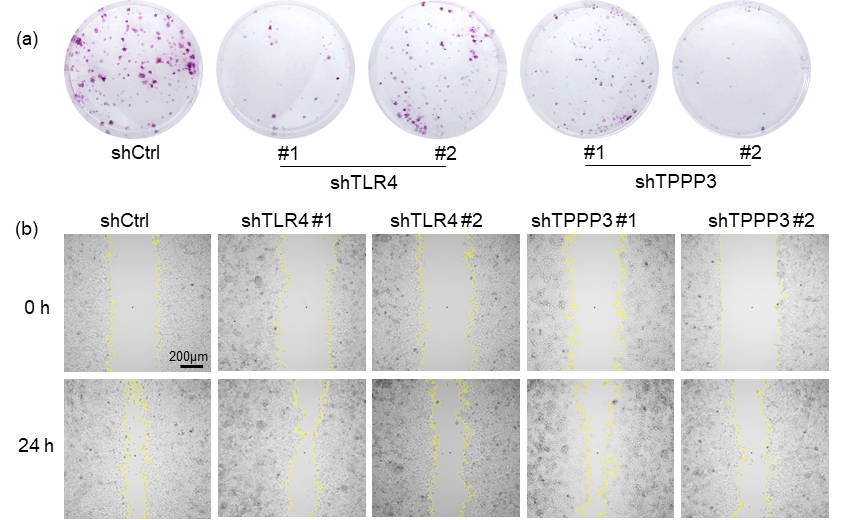 (a)
shCtrl
#1
#2
#1
#2
shTLR4
shTPPP3
(b)
shCtrl
shTLR4#1
shTLR4#2
shTPPP3#1
shTPPP3#2
0 h
200μm
24 h